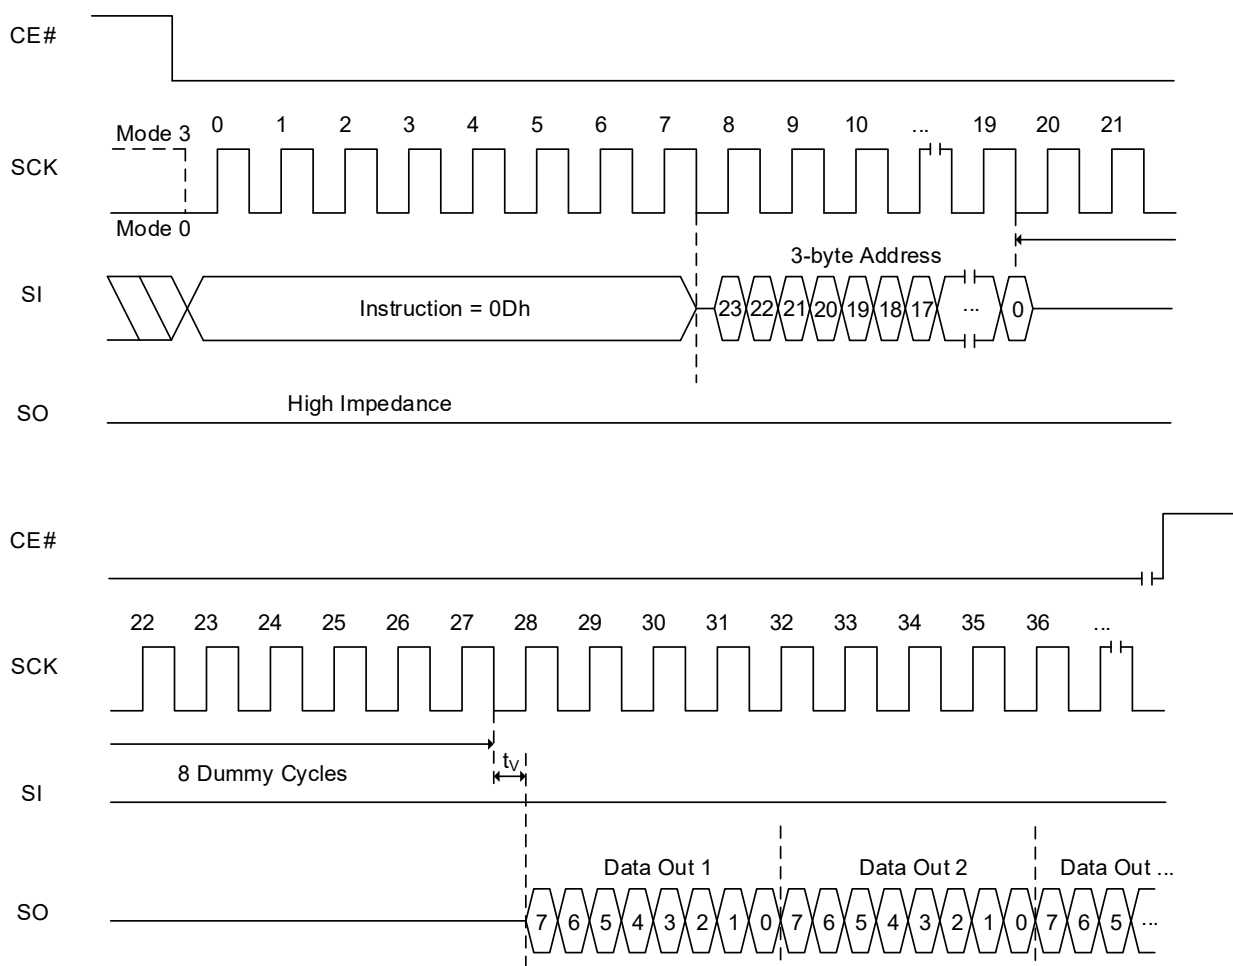 CE#
Mode 3 0 1 2 3 4 5 6 7 8 9 10 ... 19 20 21
SCK
Mode 0
3-byte Address
SI Instruction = 0Dh 23 22 21 20 19 18 17 ... 0
High Impedance
SO
CE#
22 23 24 25 26 27 28 29 30 31 32 33 34 35 36 ...
SCK
8 Dummy Cycles tV
SI
Data Out 1 Data Out 2 Data Out ...
SO 7 6 5 4 3 2 1 0 7 6 5 4 3 2 1 0 7 6 5 ...